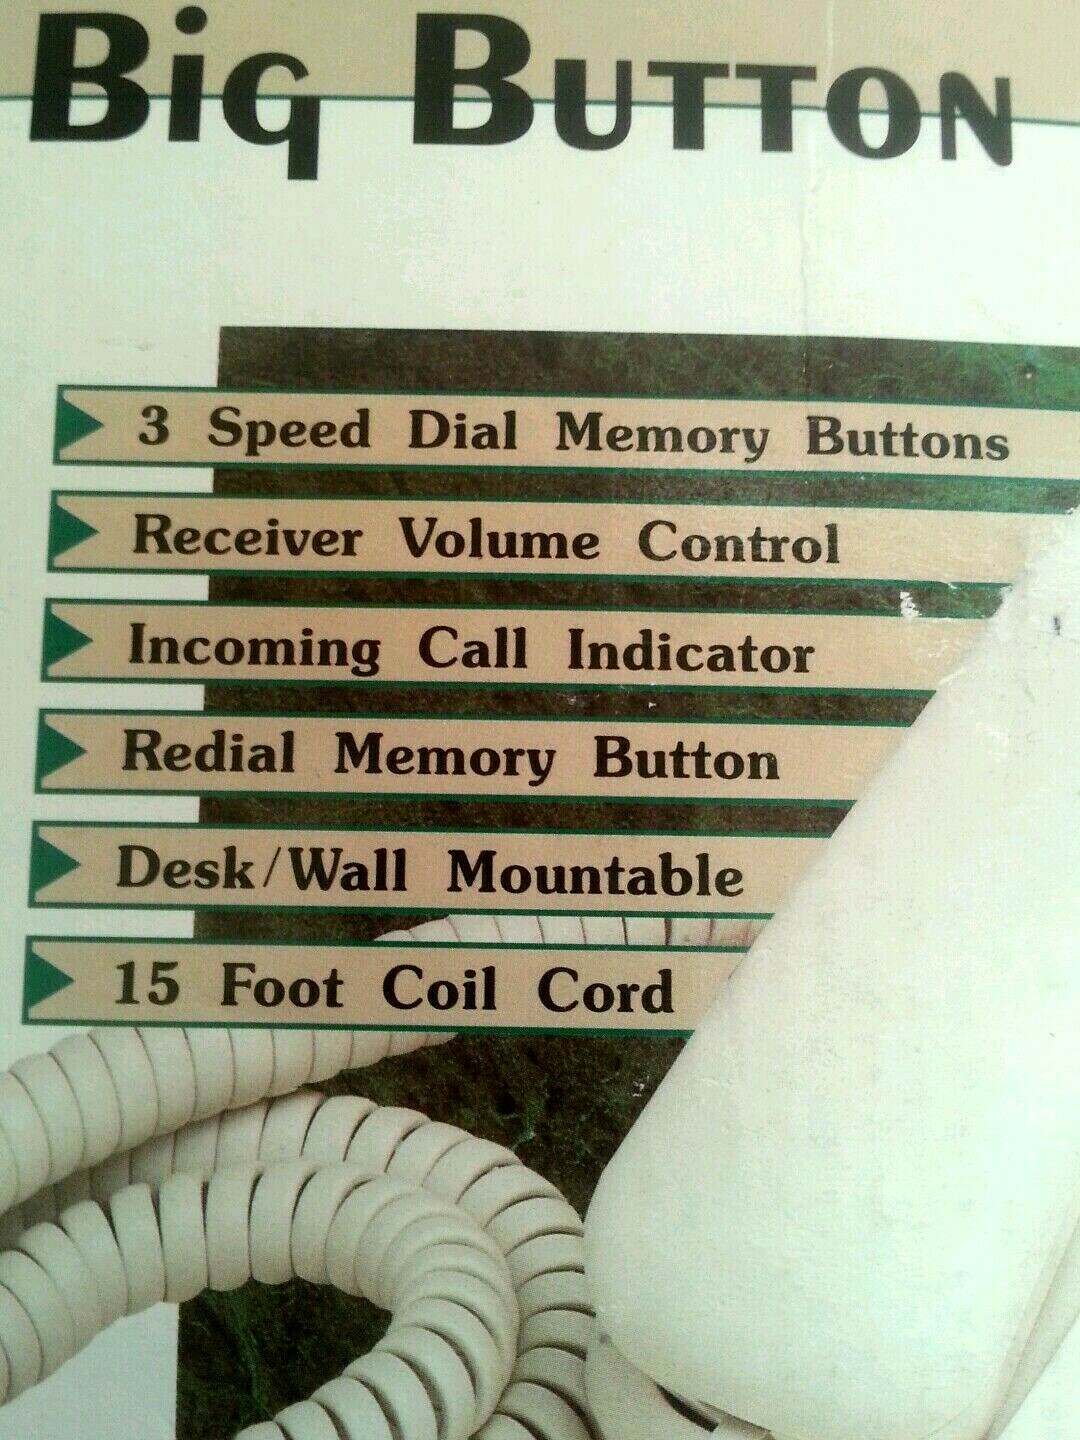 Big BUTTON
3 Speed Dial Memory Buttons
Receiver Volume Control
Incoming Call Indicator
Redial Memory Button
Desk/Wall Mountable
15 Foot Coil Cord